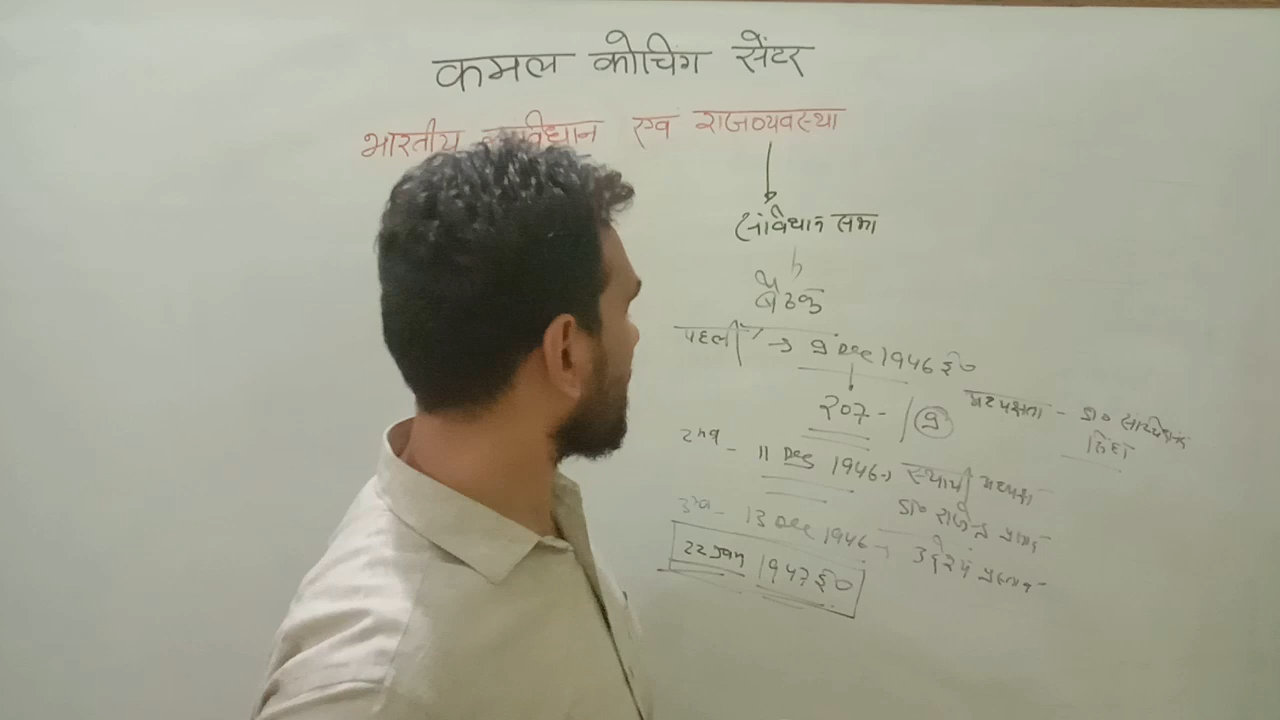 कमल कोचिंग सेंटर
भारतीय संविधान एवं राजव्यवस्था
संविधान सभा
बैठक
पहली → 9 Dec 1946 ई०
207 - / 9 अध्यक्षता - डा० सच्चिदानंद सिंहा
2nd - 11 Dec 1946 → स्थायी अध्यक्ष
डा० राजेन्द्र प्रसाद
3rd - 13 Dec 1946 → उद्देश्य प्रस्ताव
22 Jan 1947 ई०